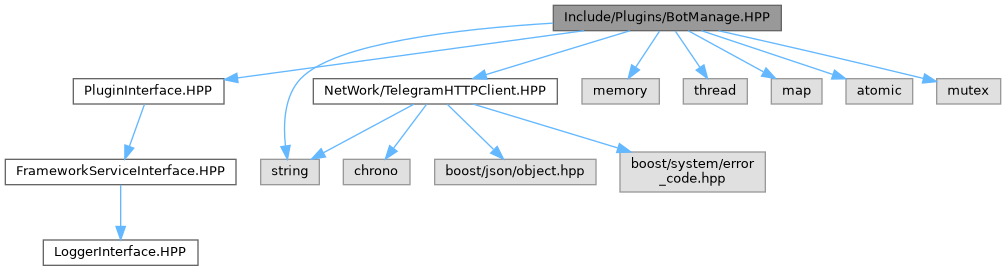 Include/Plugins/BotManage.HPP
PluginInterface.HPP
NetWork/TelegramHTTPClient.HPP
memory
thread
map
atomic
mutex
FrameworkServiceInterface.HPP
string
chrono
boost/json/object.hpp
boost/system/error
_code.hpp
LoggerInterface.HPP